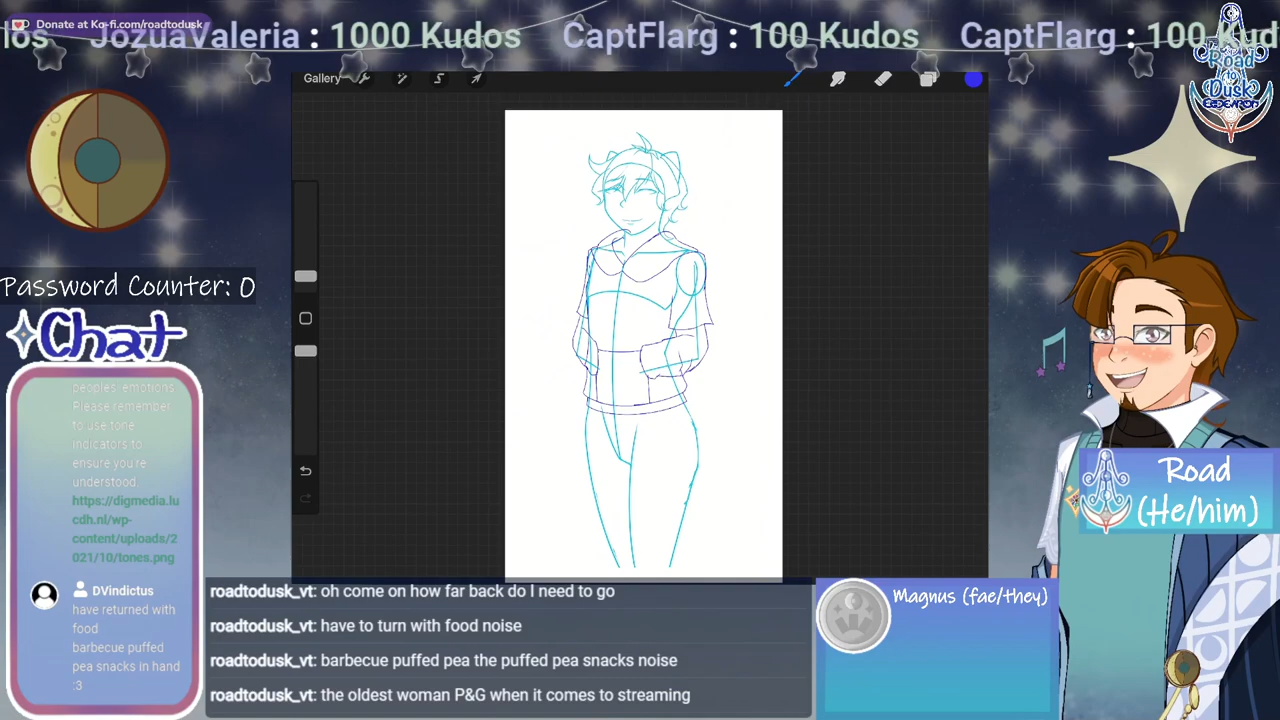 Donate at Ko-fi.com/roadtodusk
JozuaValeria : 1000 Kudos CaptFlarg : 100 Kudos CaptFlarg : 100 Kud
Road
to
Dusk
Gallery
Password Counter: 0
Chat
peoples' emotions.
Please remember
to use tone
indicators to
ensure you're
understood.
https://digmedia.lu
cdh.nl/wp-
content/uploads/2
021/10/tones.png
DVindictus
have returned with
food
barbecue puffed
pea snacks in hand
:3
roadtodusk_vt: oh come on how far back do I need to go
roadtodusk_vt: have to turn with food noise
roadtodusk_vt: barbecue puffed pea the puffed pea snacks noise
roadtodusk_vt: the oldest woman P&G when it comes to streaming
Magnus (fae/they)
Road
(He/him)